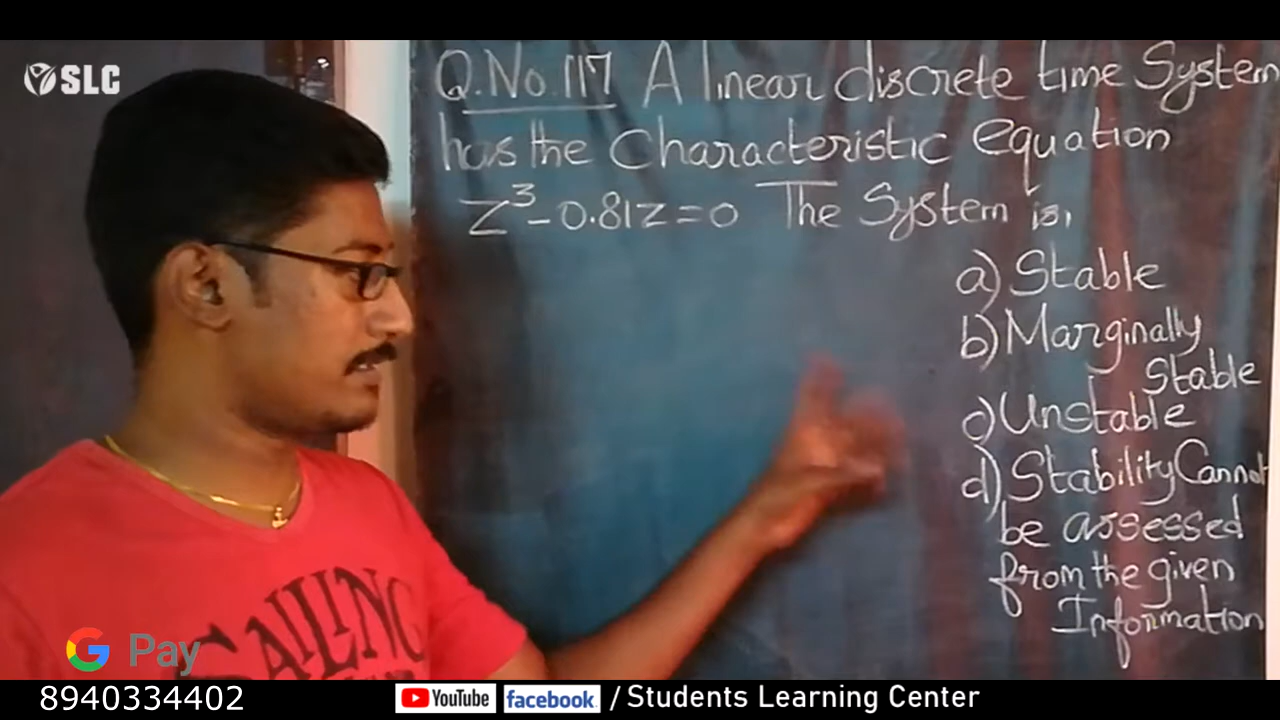 SLC
Q.No.117 A linear discrete time System
has the Characteristic equation
Z³-0.81Z=0 The System is,
a) Stable
b) Marginally
Stable
c) Unstable
d) Stability Cannot
be assessed
from the given
Information
SAILING
G Pay
8940334402
YouTube facebook. / Students Learning Center